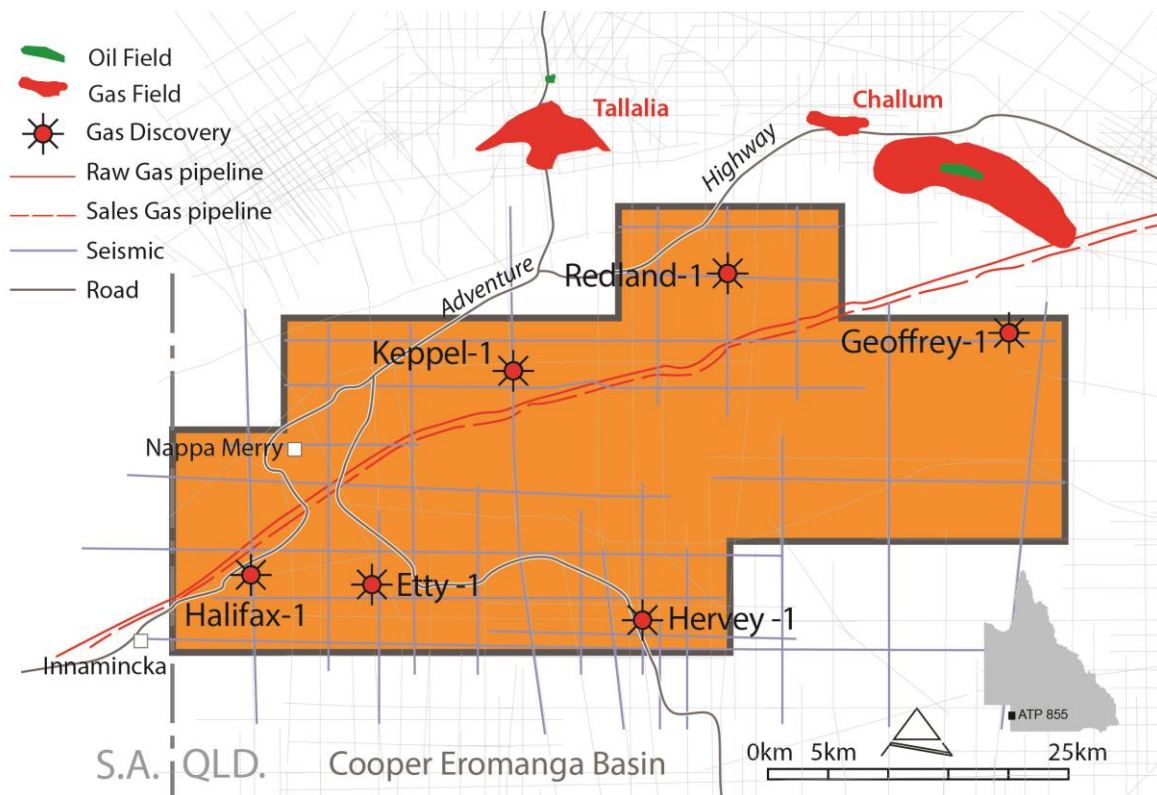 Oil Field
Gas Field
Gas Discovery
Raw Gas pipeline
Sales Gas pipeline
Seismic
Road
Tallalia
Challum
Highway
Adventure
Redland-1
Keppel-1
Geoffrey-1
Nappa Merry
Halifax-1
Etty -1
Hervey -1
Innamincka
ATP 855
S.A. QLD.
Cooper Eromanga Basin
0km 5km 25km